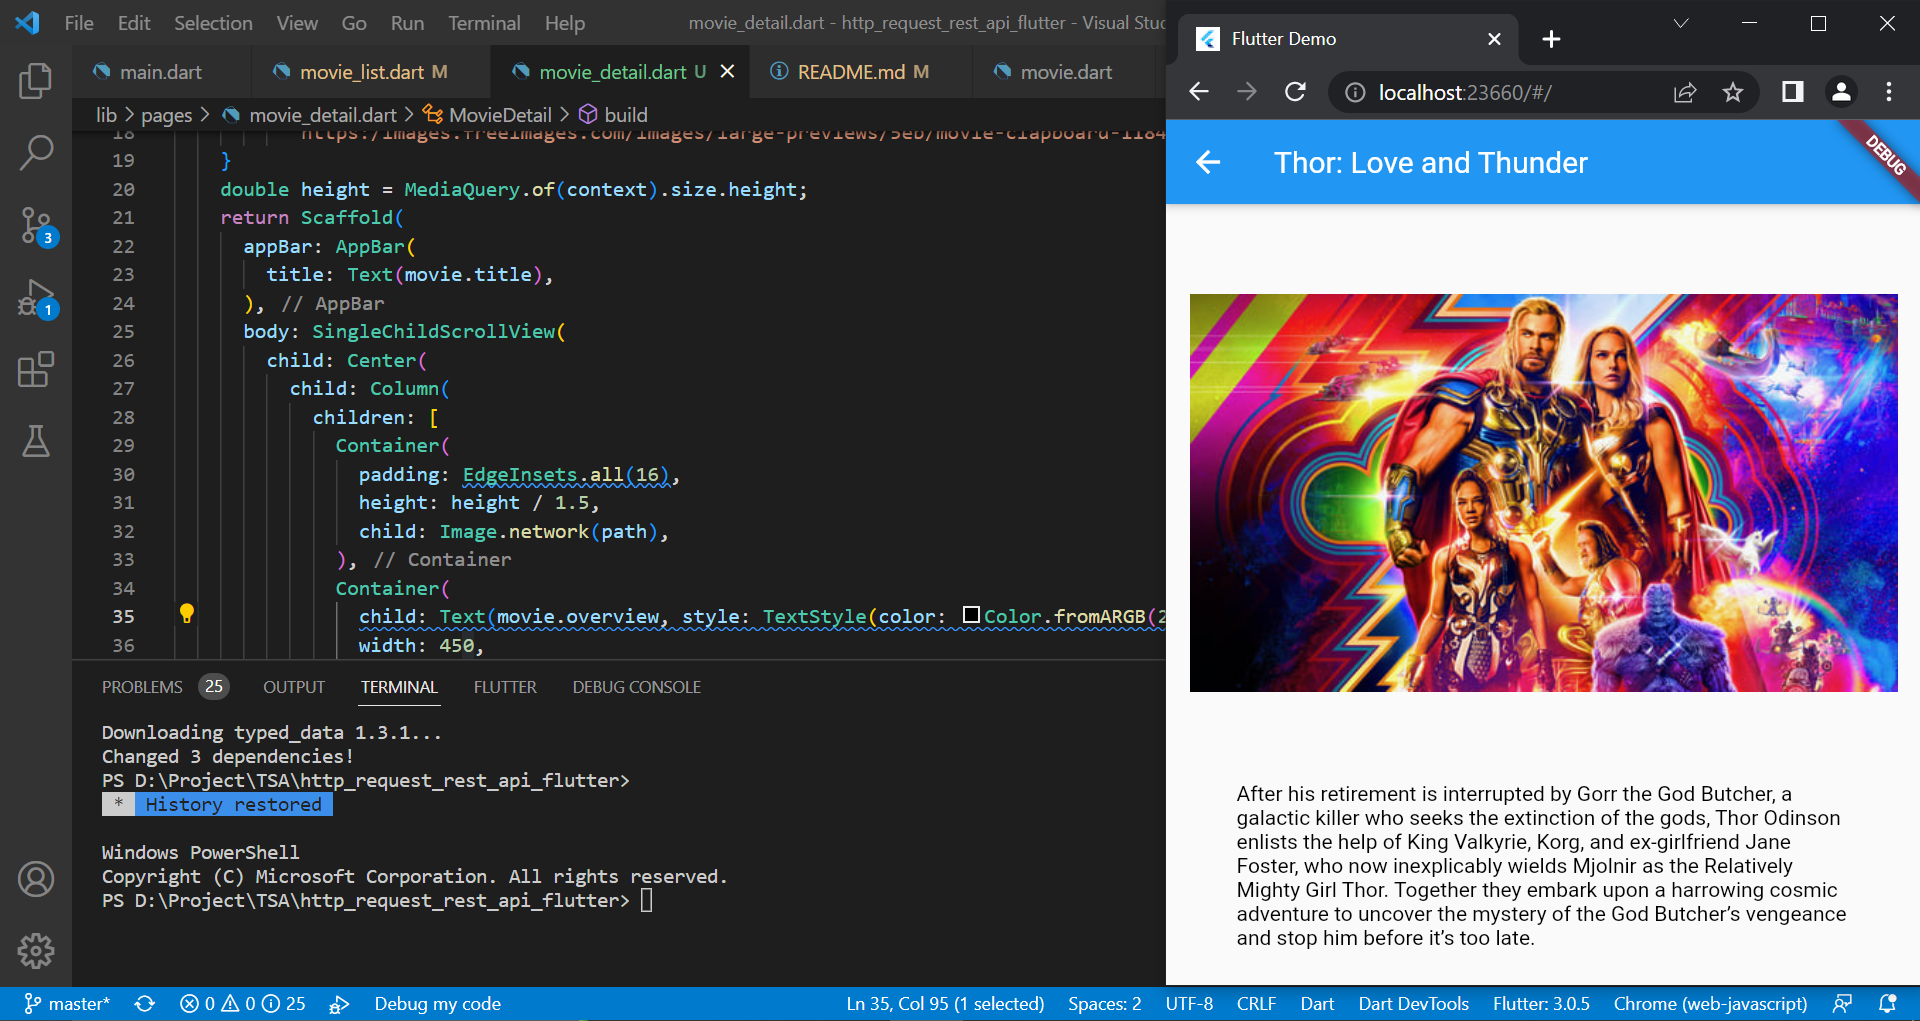 File Edit Selection View Go Run Terminal Help
movie_detail.dart - http_request_rest_api_flutter - Visual Stud
main.dart
movie_list.dart M
movie_detail.dart U
README.md M
movie.dart
lib > pages > movie_detail.dart > MovieDetail > build
18 https:/images.freeimages.com/images/large-previews/5eb/movie-clapboard-1184
19 }
20 double height = MediaQuery.of(context).size.height;
21 return Scaffold(
22 appBar: AppBar(
23 title: Text(movie.title),
24 ), // AppBar
25 body: SingleChildScrollView(
26 child: Center(
27 child: Column(
28 children: [
29 Container(
30 padding: EdgeInsets.all(16),
31 height: height / 1.5,
32 child: Image.network(path),
33 ), // Container
34 Container(
35 child: Text(movie.overview, style: TextStyle(color: Color.fromARGB(2
36 width: 450,
3
1
PROBLEMS 25 OUTPUT TERMINAL FLUTTER DEBUG CONSOLE
Downloading typed_data 1.3.1...
Changed 3 dependencies!
PS D:\Project\TSA\http_request_rest_api_flutter>
* History restored
Windows PowerShell
Copyright (C) Microsoft Corporation. All rights reserved.
PS D:\Project\TSA\http_request_rest_api_flutter>
master* 0 0 25 Debug my code Ln 35, Col 95 (1 selected) Spaces: 2 UTF-8 CRLF Dart Dart DevTools Flutter: 3.0.5 Chrome (web-javascript)
Flutter Demo
localhost:23660/#/
Thor: Love and Thunder
DEBUG
After his retirement is interrupted by Gorr the God Butcher, a
galactic killer who seeks the extinction of the gods, Thor Odinson
enlists the help of King Valkyrie, Korg, and ex-girlfriend Jane
Foster, who now inexplicably wields Mjolnir as the Relatively
Mighty Girl Thor. Together they embark upon a harrowing cosmic
adventure to uncover the mystery of the God Butcher’s vengeance
and stop him before it’s too late.